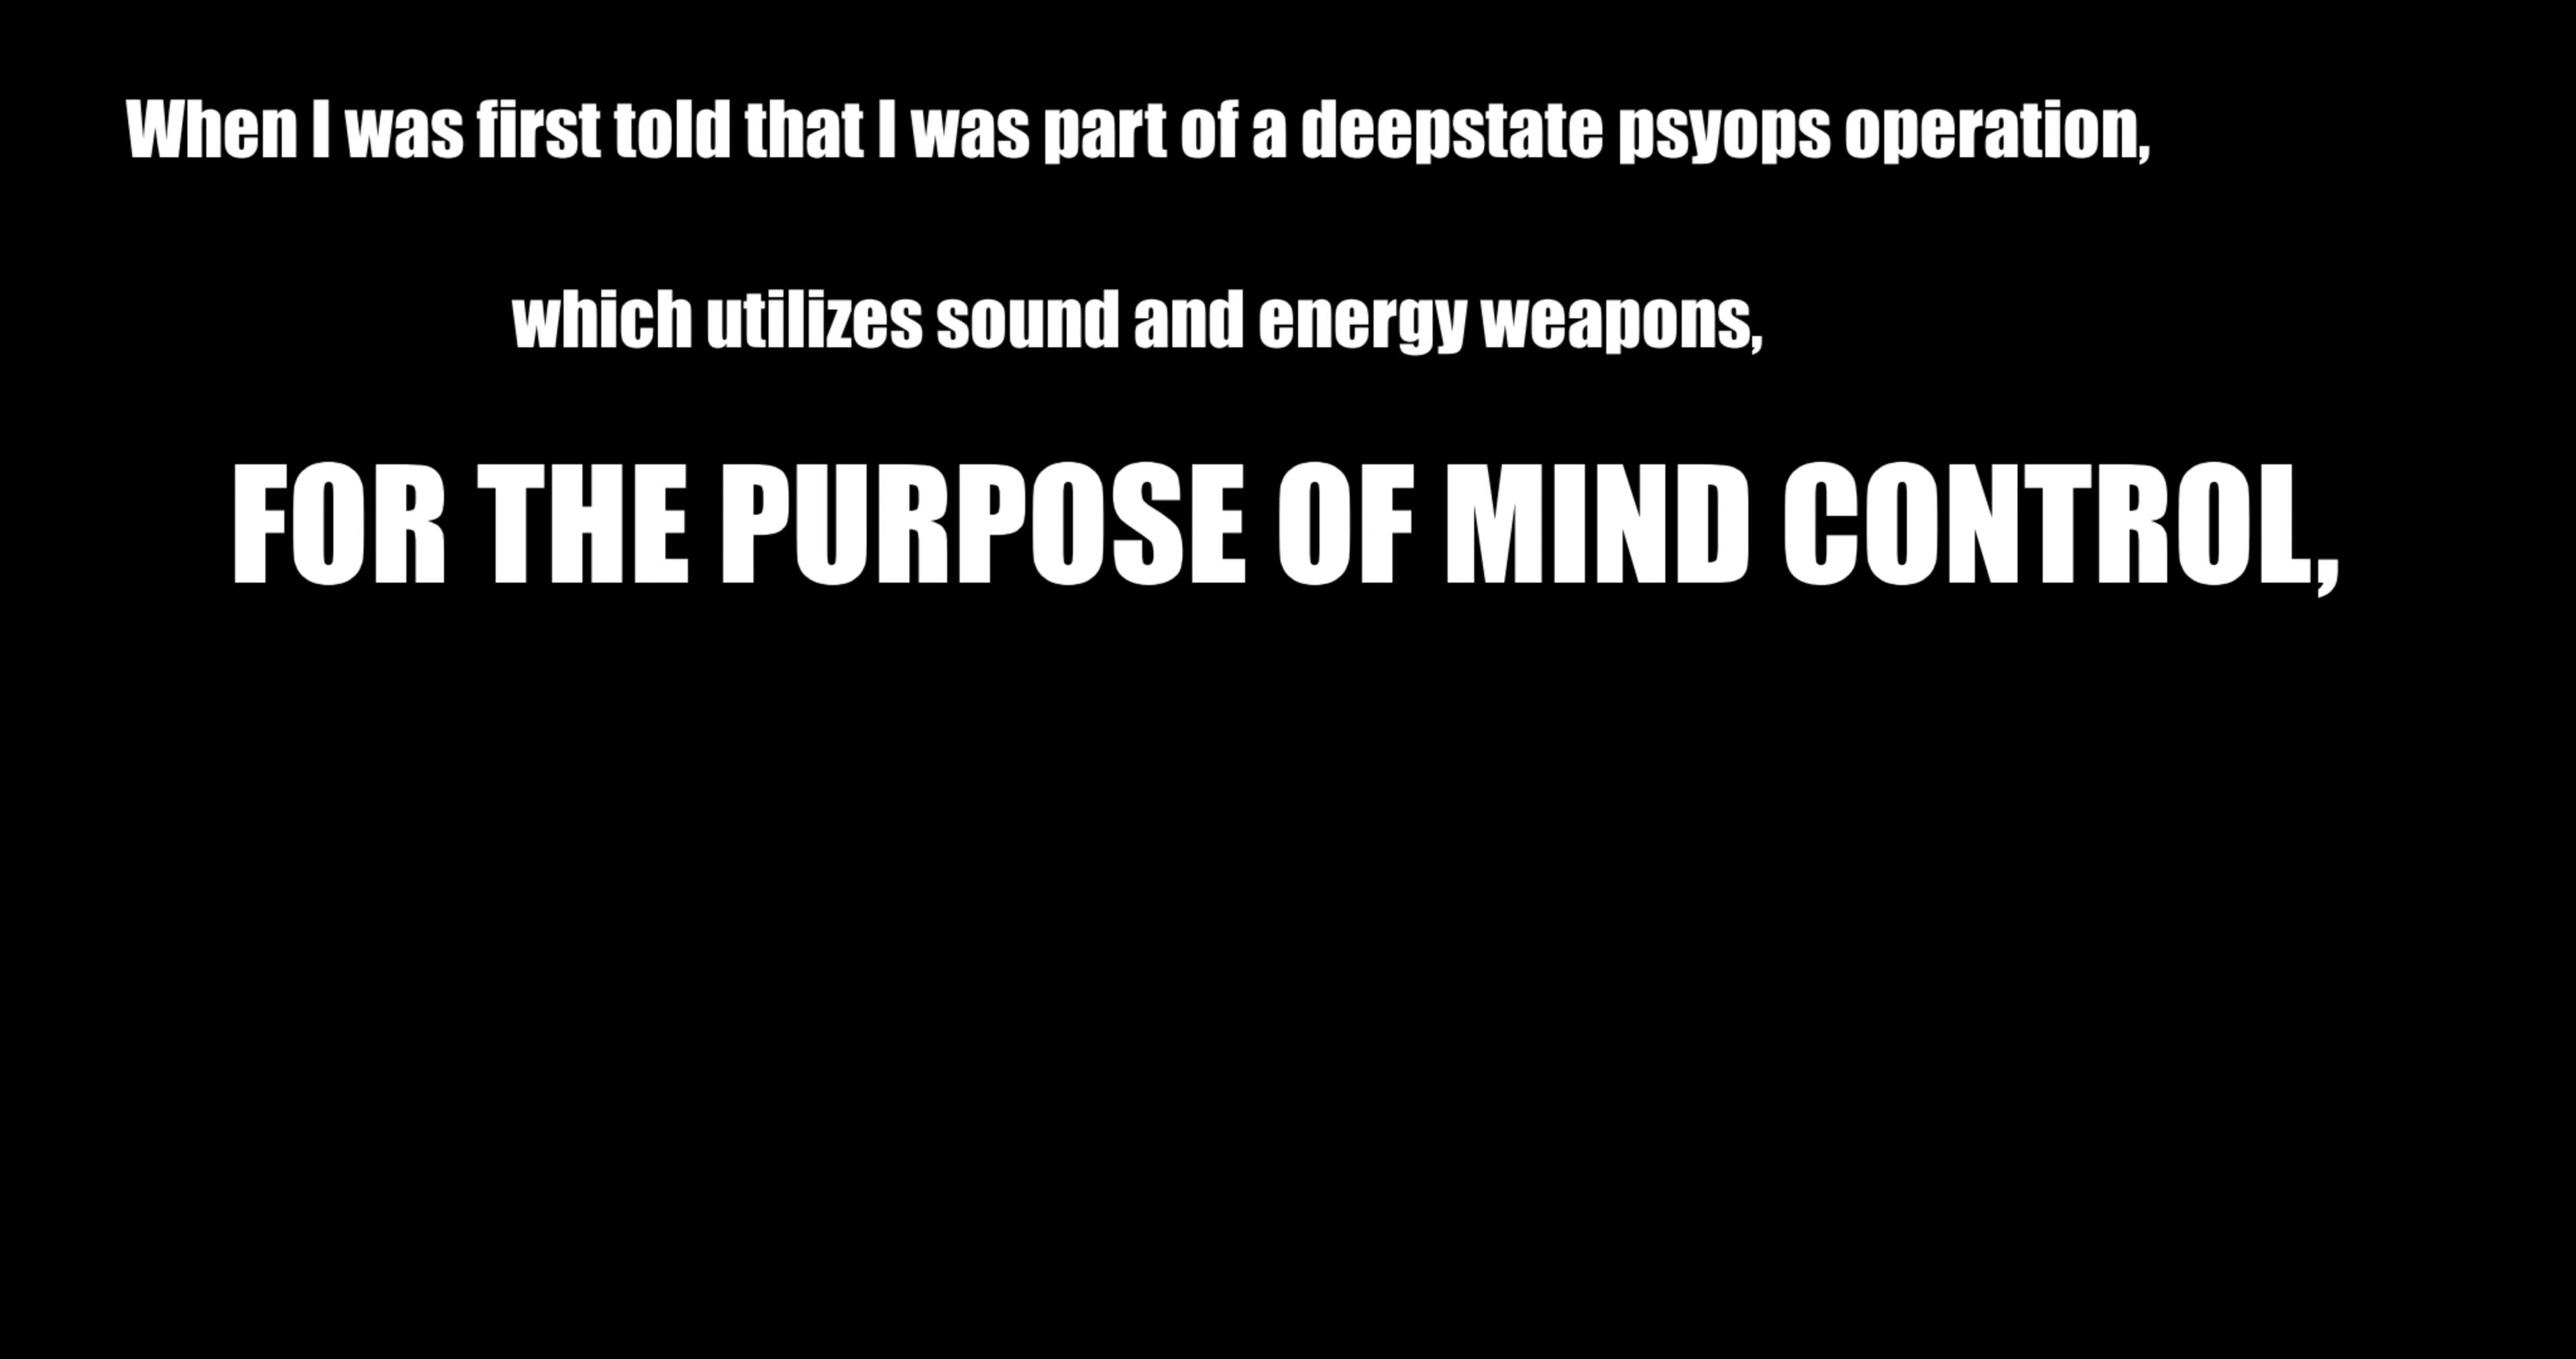 When I was first told that I was part of a deepstate psyops operation,
which utilizes sound and energy weapons,
FOR THE PURPOSE OF MIND CONTROL,